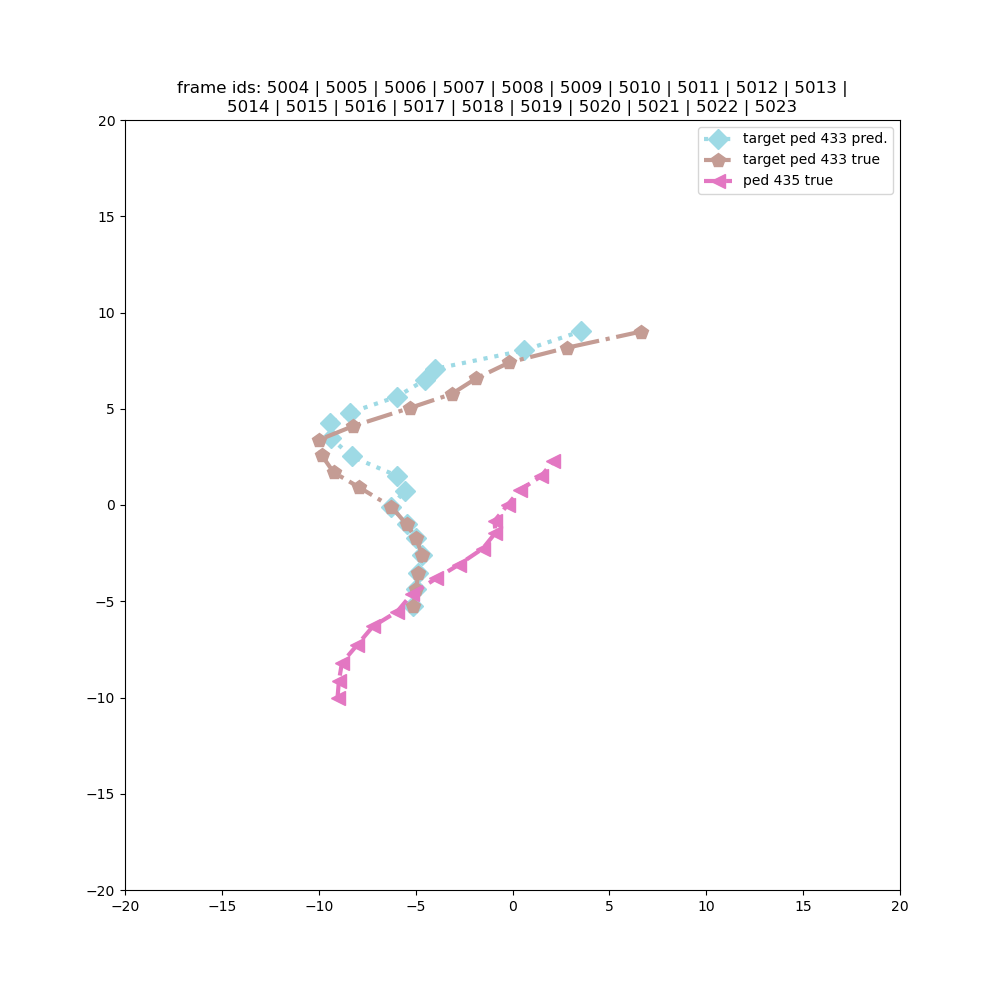 frame ids: 5004 | 5005 | 5006 | 5007 | 5008 | 5009 | 5010 | 5011 | 5012 | 5013 |
5014 | 5015 | 5016 | 5017 | 5018 | 5019 | 5020 | 5021 | 5022 | 5023
target ped 433 pred.
target ped 433 true
ped 435 true
20
15
10
5
0
−5
−10
−15
−20
−20 −15 −10 −5 0 5 10 15 20